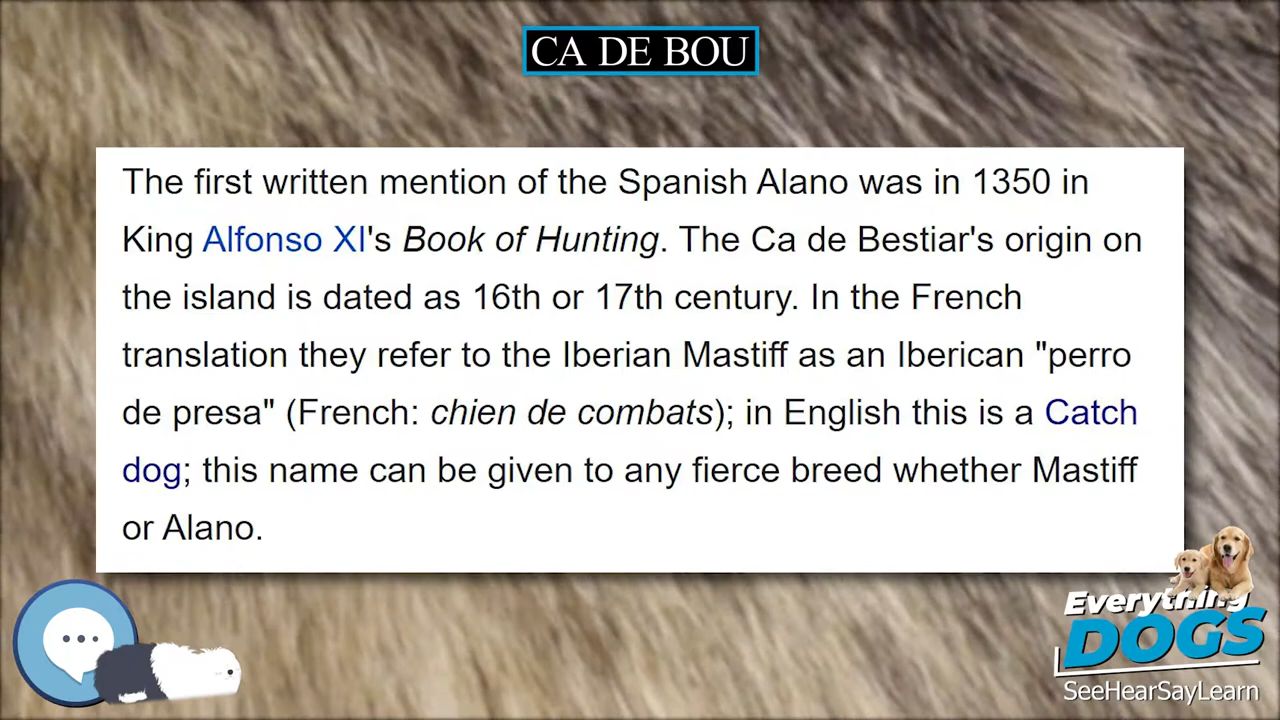 CA DE BOU
The first written mention of the Spanish Alano was in 1350 in
King Alfonso XI's Book of Hunting. The Ca de Bestiar's origin on
the island is dated as 16th or 17th century. In the French
translation they refer to the Iberian Mastiff as an Iberican "perro
de presa" (French: chien de combats); in English this is a Catch
dog; this name can be given to any fierce breed whether Mastiff
or Alano.
Everything
DOGS
SeeHearSayLearn